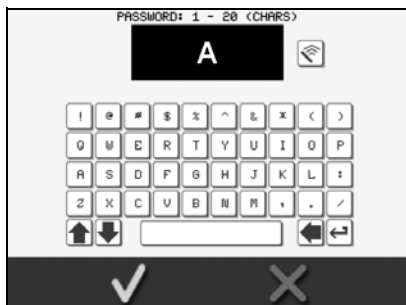 PASSWORD: 1 - 20 (CHARS)
A
! @ # $ % ^ & * ( )
Q W E R T Y U I O P
A S D F G H J K L :
Z X C V B N M , . /